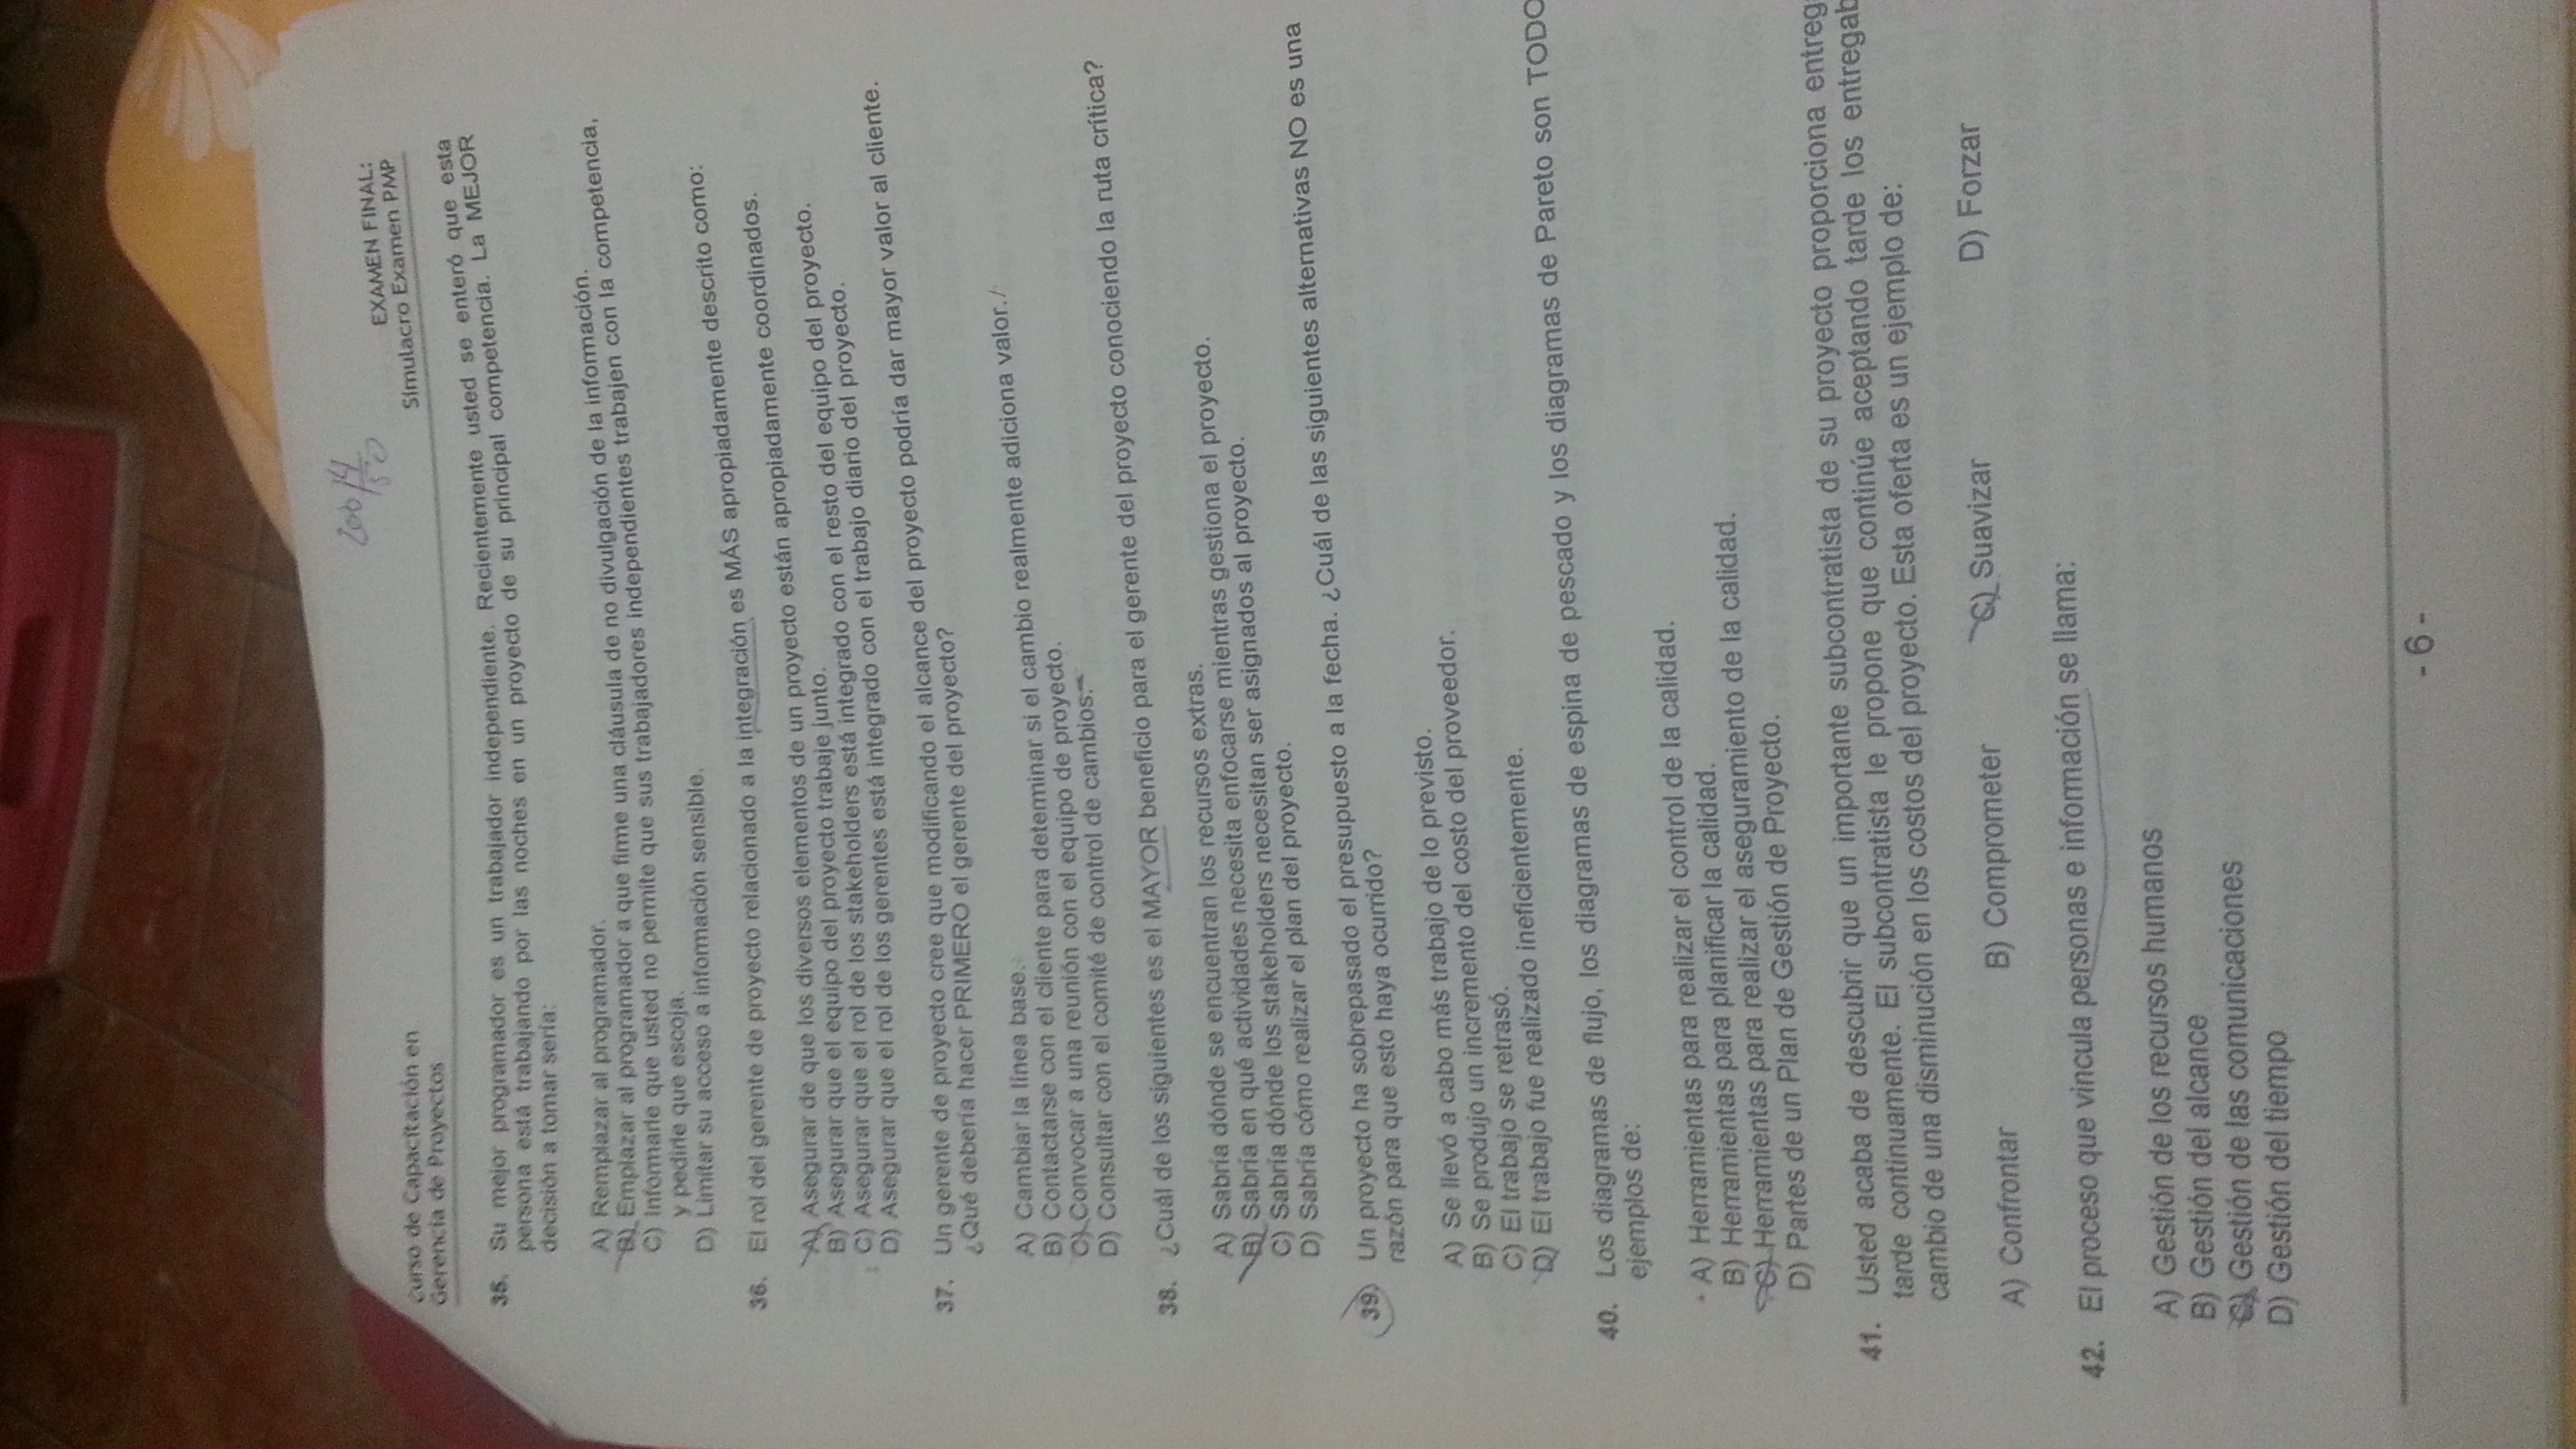 Curso de Capacitación en
Gerencia de Proyectos
EXAMEN FINAL:
Simulacro Examen PMP
35. Su mejor programador es un trabajador independiente. Recientemente usted se enteró que esta
persona está trabajando por las noches en un proyecto de su principal competencia. La MEJOR
decisión a tomar sería:
A) Remplazar al programador.
B) Emplazar al programador a que firme una cláusula de no divulgación de la información.
C) Informarle que usted no permite que sus trabajadores independientes trabajen con la competencia,
y pedirle que escoja.
D) Limitar su acceso a información sensible.
36. El rol del gerente de proyecto relacionado a la integración es MÁS apropiadamente descrito como:
A) Asegurar de que los diversos elementos de un proyecto están apropiadamente coordinados.
B) Asegurar que el equipo del proyecto trabaje junto.
C) Asegurar que el rol de los stakeholders está integrado con el resto del equipo del proyecto.
D) Asegurar que el rol de los gerentes está integrado con el trabajo diario del proyecto.
37. Un gerente de proyecto cree que modificando el alcance del proyecto podría dar mayor valor al cliente.
¿Qué debería hacer PRIMERO el gerente del proyecto?
A) Cambiar la línea base.
B) Contactarse con el cliente para determinar si el cambio realmente adiciona valor.
C) Convocar a una reunión con el equipo de proyecto.
D) Consultar con el comité de control de cambios.
38. ¿Cuál de los siguientes es el MAYOR beneficio para el gerente del proyecto conociendo la ruta crítica?
A) Sabría dónde se encuentran los recursos extras.
B) Sabría en qué actividades necesita enfocarse mientras gestiona el proyecto.
C) Sabría dónde los stakeholders necesitan ser asignados al proyecto.
D) Sabría cómo realizar el plan del proyecto.
39. Un proyecto ha sobrepasado el presupuesto a la fecha. ¿Cuál de las siguientes alternativas NO es una
razón para que esto haya ocurrido?
A) Se llevó a cabo más trabajo de lo previsto.
B) Se produjo un incremento del costo del proveedor.
C) El trabajo se retrasó.
D) El trabajo fue realizado ineficientemente.
40. Los diagramas de flujo, los diagramas de espina de pescado y los diagramas de Pareto son TODO
ejemplos de:
A) Herramientas para realizar el control de la calidad.
B) Herramientas para planificar la calidad.
C) Herramientas para realizar el aseguramiento de la calidad.
D) Partes de un Plan de Gestión de Proyecto.
41. Usted acaba de descubrir que un importante subcontratista de su proyecto proporciona entreg
tarde continuamente. El subcontratista le propone que continúe aceptando tarde los entregab
cambio de una disminución en los costos del proyecto. Esta oferta es un ejemplo de:
A) Confrontar B) Comprometer C) Suavizar D) Forzar
42. El proceso que vincula personas e información se llama:
A) Gestión de los recursos humanos
B) Gestión del alcance
C) Gestión de las comunicaciones
D) Gestión del tiempo
- 6 -